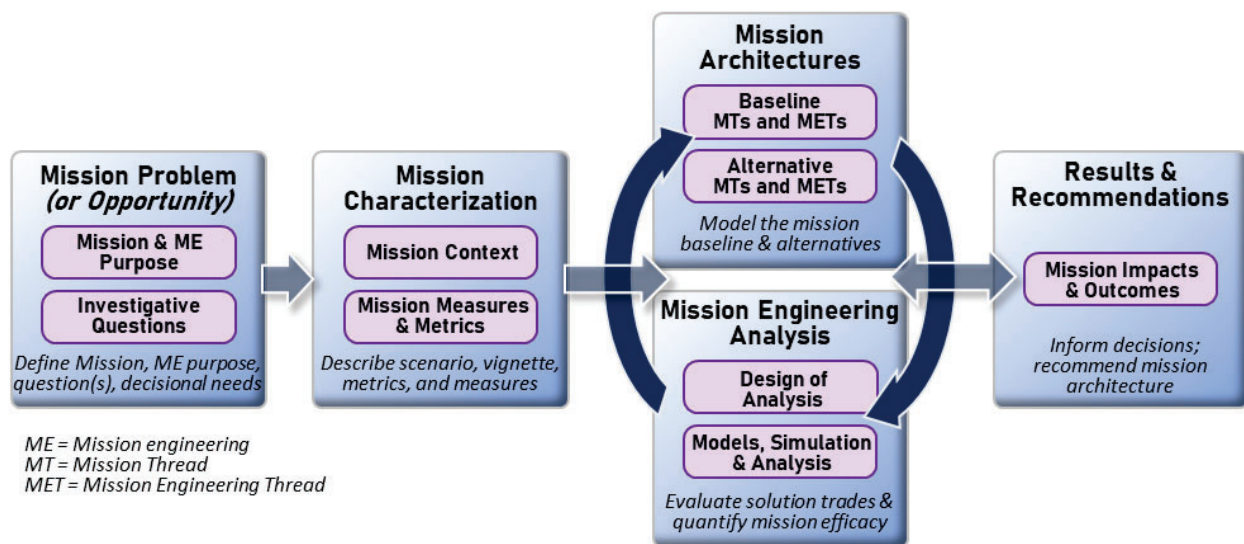 Mission Problem
(or Opportunity)
Mission & ME
Purpose
Investigative
Questions
Define Mission, ME purpose,
question(s), decisional needs
Mission
Characterization
Mission Context
Mission Measures
& Metrics
Describe scenario, vignette,
metrics, and measures
Mission
Architectures
Baseline
MTs and METs
Alternative
MTs and METs
Model the mission
baseline & alternatives
Mission Engineering
Analysis
Design of
Analysis
Models, Simulation
& Analysis
Evaluate solution trades &
quantify mission efficacy
Results &
Recommendations
Mission Impacts
& Outcomes
Inform decisions;
recommend mission
architecture
ME = Mission engineering
MT = Mission Thread
MET = Mission Engineering Thread